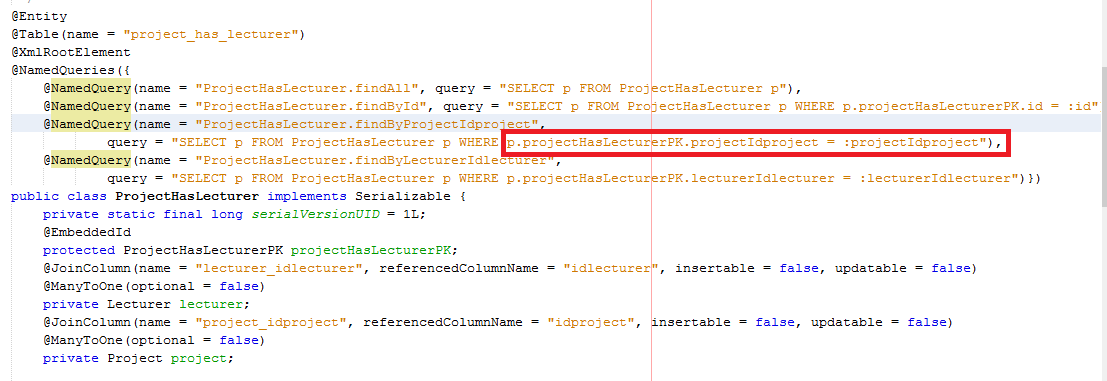 @Entity
@Table(name = "project_has_lecturer")
@XmlRootElement
@NamedQueries({
    @NamedQuery(name = "ProjectHasLecturer.findAll", query = "SELECT p FROM ProjectHasLecturer p"),
    @NamedQuery(name = "ProjectHasLecturer.findById", query = "SELECT p FROM ProjectHasLecturer p WHERE p.projectHasLecturerPK.id = :id"
    @NamedQuery(name = "ProjectHasLecturer.findByProjectIdproject",
            query = "SELECT p FROM ProjectHasLecturer p WHERE p.projectHasLecturerPK.projectIdproject = :projectIdproject"),
    @NamedQuery(name = "ProjectHasLecturer.findByLecturerIdlecturer",
            query = "SELECT p FROM ProjectHasLecturer p WHERE p.projectHasLecturerPK.lecturerIdlecturer = :lecturerIdlecturer")})
public class ProjectHasLecturer implements Serializable {
    private static final long serialVersionUID = 1L;
    @EmbeddedId
    protected ProjectHasLecturerPK projectHasLecturerPK;
    @JoinColumn(name = "lecturer_idlecturer", referencedColumnName = "idlecturer", insertable = false, updatable = false)
    @ManyToOne(optional = false)
    private Lecturer lecturer;
    @JoinColumn(name = "project_idproject", referencedColumnName = "idproject", insertable = false, updatable = false)
    @ManyToOne(optional = false)
    private Project project;